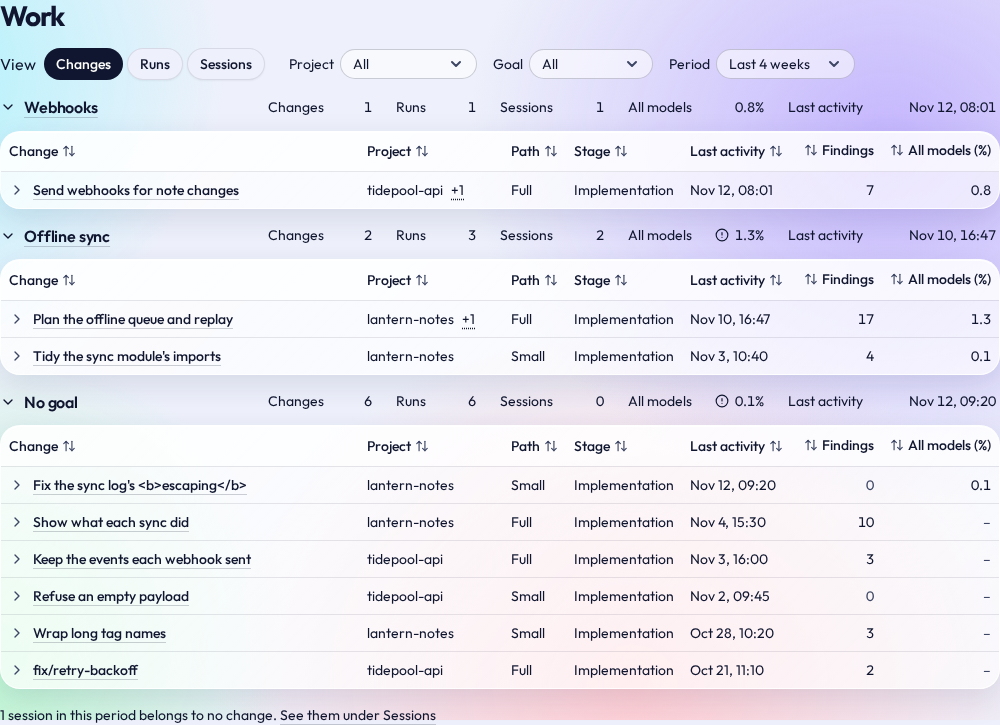 Work
View Changes Runs Sessions Project All Goal All Period Last 4 weeks
Webhooks Changes 1 Runs 1 Sessions 1 All models 0.8% Last activity Nov 12, 08:01
Change Project Path Stage Last activity Findings All models (%)
Send webhooks for note changes tidepool-api +1 Full Implementation Nov 12, 08:01 7 0.8
Offline sync Changes 2 Runs 3 Sessions 2 All models 1.3% Last activity Nov 10, 16:47
Change Project Path Stage Last activity Findings All models (%)
Plan the offline queue and replay lantern-notes +1 Full Implementation Nov 10, 16:47 17 1.3
Tidy the sync module's imports lantern-notes Small Implementation Nov 3, 10:40 4 0.1
No goal Changes 6 Runs 6 Sessions 0 All models 0.1% Last activity Nov 12, 09:20
Change Project Path Stage Last activity Findings All models (%)
Fix the sync log's <b>escaping</b> lantern-notes Small Implementation Nov 12, 09:20 0 0.1
Show what each sync did lantern-notes Full Implementation Nov 4, 15:30 10 –
Keep the events each webhook sent tidepool-api Full Implementation Nov 3, 16:00 3 –
Refuse an empty payload tidepool-api Small Implementation Nov 2, 09:45 0 –
Wrap long tag names lantern-notes Small Implementation Oct 28, 10:20 3 –
fix/retry-backoff tidepool-api Full Implementation Oct 21, 11:10 2 –
1 session in this period belongs to no change. See them under Sessions